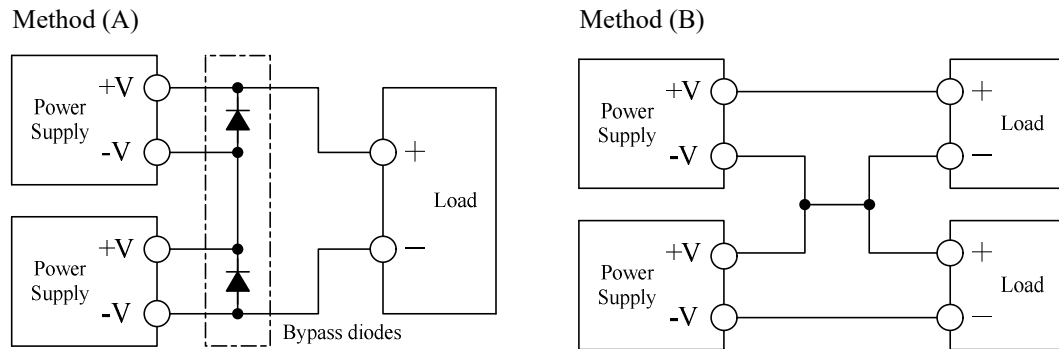 Method (A)
+V
Power
Supply
-V
+V
Power
Supply
-V
+
Load
−
Bypass diodes
Method (B)
+V
Power
Supply
-V
+V
Power
Supply
-V
+
Load
−
+
Load
−